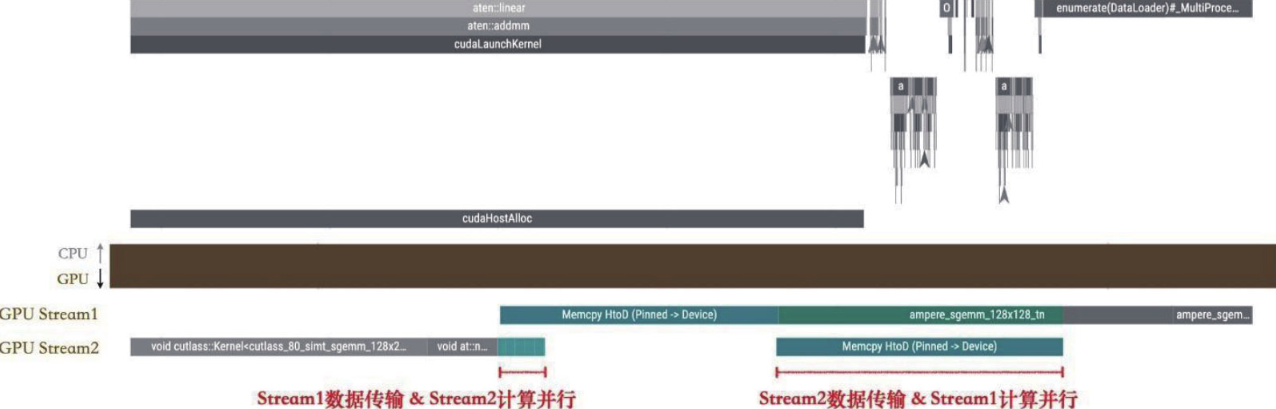 aten::linear
0
enumerate(DataLoader)#_MultiProce...
aten::addmm
cudaLaunchKernel
a
a
cudaHostAlloc
CPU ↑
GPU ↓
GPU Stream1
Memcpy HtoD (Pinned -> Device)
ampere_sgemm_128x128_tn
ampere_sgem...
GPU Stream2
void cutlass::Kernel<cutlass_80_simt_sgemm_128x2...
void at::n...
Memcpy HtoD (Pinned -> Device)
Stream1数据传输 & Stream2计算并行
Stream2数据传输 & Stream1计算并行